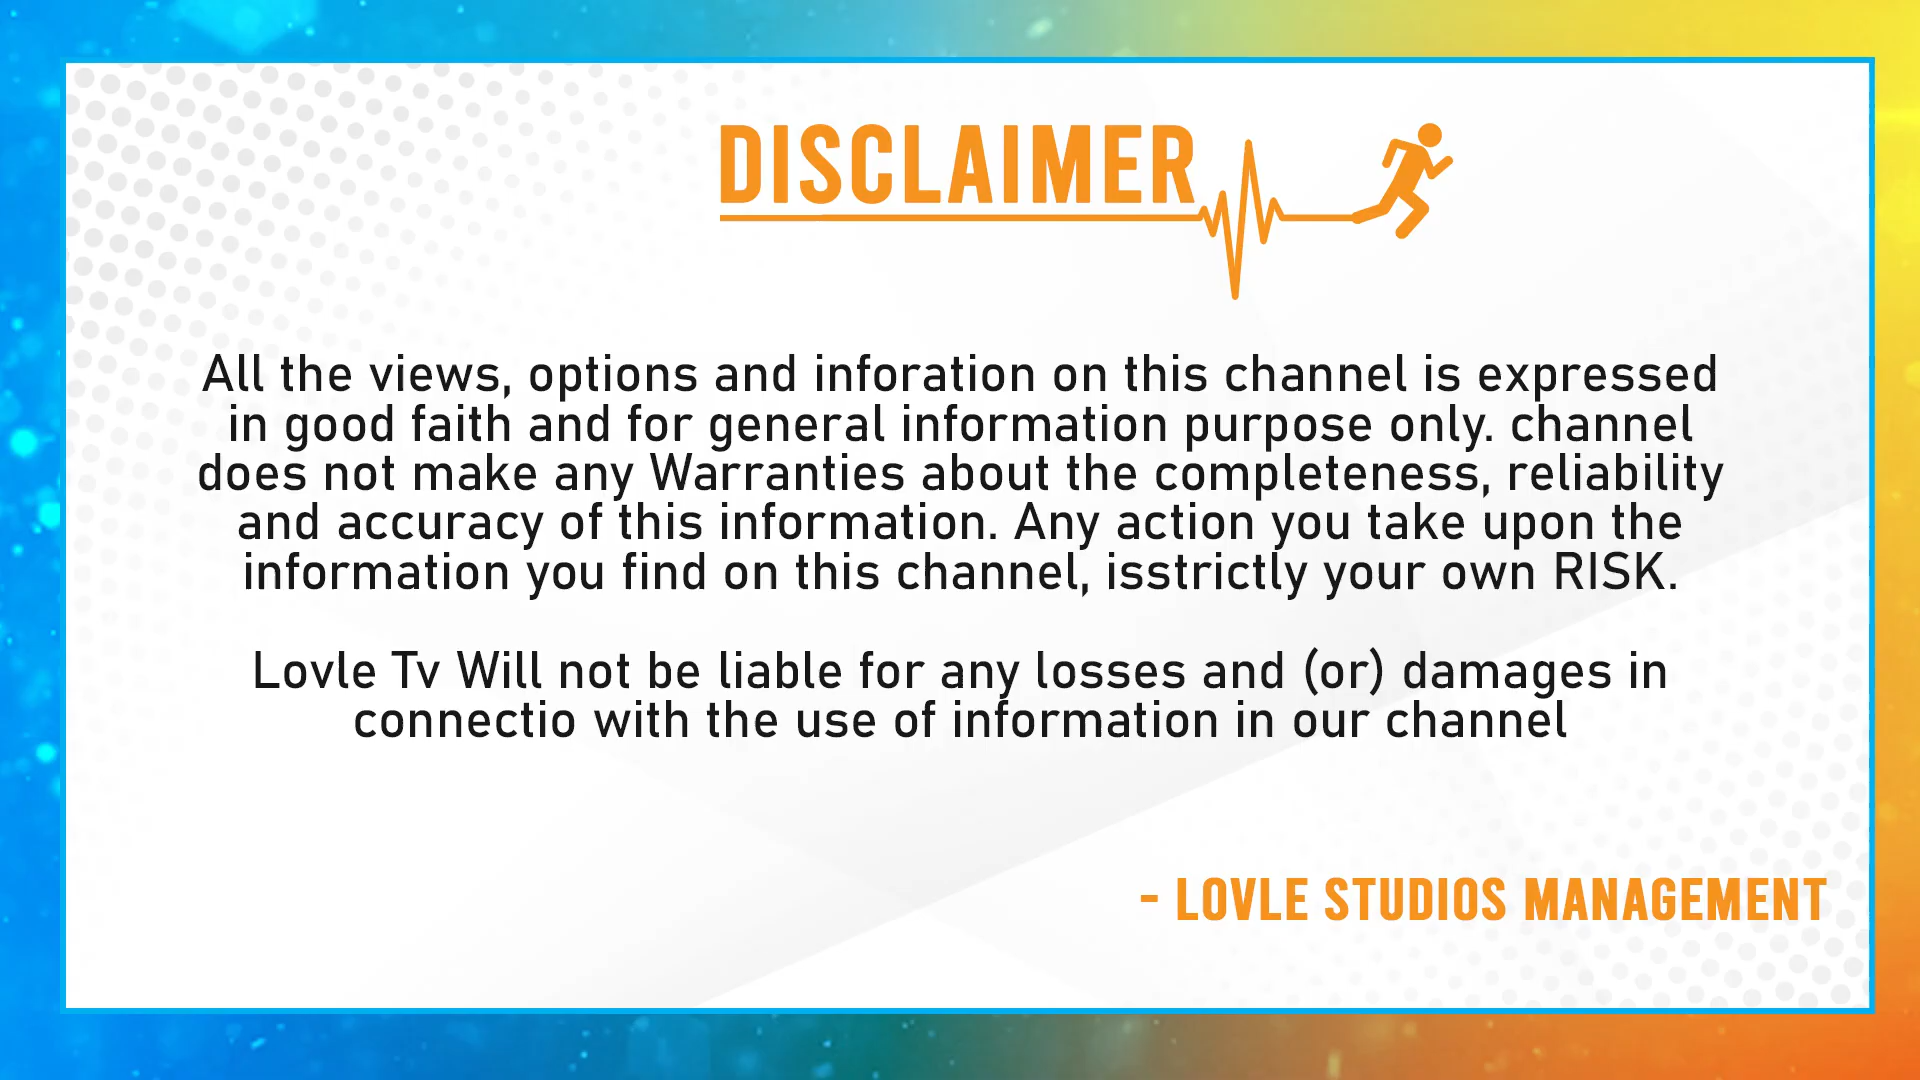 DISCLAIMER
All the views, options and inforation on this channel is expressed
in good faith and for general information purpose only. channel
does not make any Warranties about the completeness, reliability
and accuracy of this information. Any action you take upon the
information you find on this channel, isstrictly your own RISK.
Lovle Tv Will not be liable for any losses and (or) damages in
connectio with the use of information in our channel
- LOVLE STUDIOS MANAGEMENT